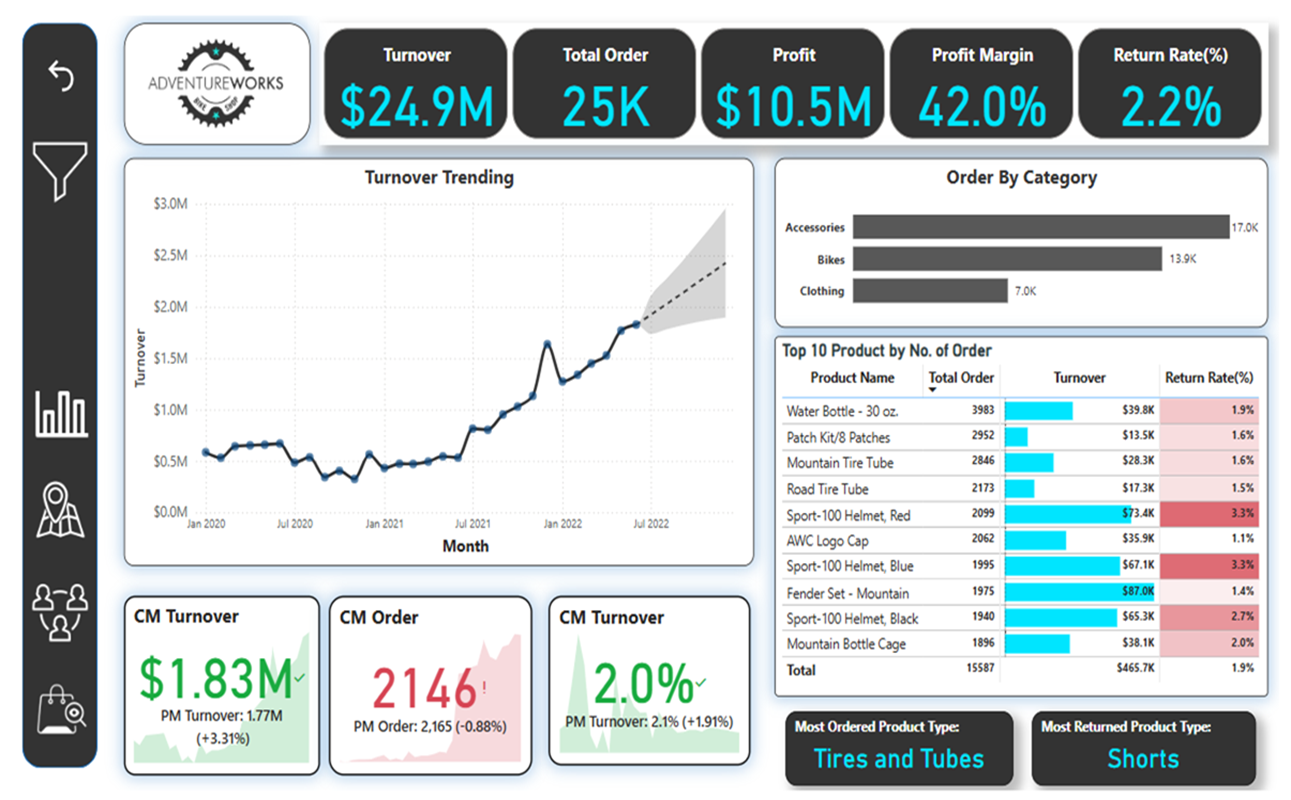 ADVENTUREWORKS
BIKE SHOP
Turnover
$24.9M
Total Order
25K
Profit
$10.5M
Profit Margin
42.0%
Return Rate(%)
2.2%
Turnover Trending
$3.0M
$2.5M
$2.0M
$1.5M
$1.0M
$0.5M
$0.0M
Turnover
Jan 2020 Jul 2020 Jan 2021 Jul 2021 Jan 2022 Jul 2022
Month
Order By Category
Accessories 17.0K
Bikes 13.9K
Clothing 7.0K
Top 10 Product by No. of Order
Product Name Total Order Turnover Return Rate(%)
Water Bottle - 30 oz. 3983 $39.8K 1.9%
Patch Kit/8 Patches 2952 $13.5K 1.6%
Mountain Tire Tube 2846 $28.3K 1.6%
Road Tire Tube 2173 $17.3K 1.5%
Sport-100 Helmet, Red 2099 $73.4K 3.3%
AWC Logo Cap 2062 $35.9K 1.1%
Sport-100 Helmet, Blue 1995 $67.1K 3.3%
Fender Set - Mountain 1975 $87.0K 1.4%
Sport-100 Helmet, Black 1940 $65.3K 2.7%
Mountain Bottle Cage 1896 $38.1K 2.0%
Total 15587 $465.7K 1.9%
CM Turnover
$1.83M
PM Turnover: 1.77M
(+3.31%)
CM Order
2146!
PM Order: 2,165 (-0.88%)
CM Turnover
2.0%
PM Turnover: 2.1% (+1.91%)
Most Ordered Product Type:
Tires and Tubes
Most Returned Product Type:
Shorts